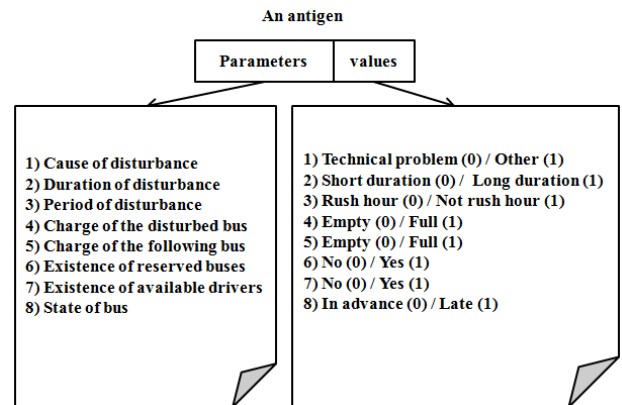 An antigen
Parameters
values
1) Cause of disturbance
2) Duration of disturbance
3) Period of disturbance
4) Charge of the disturbed bus
5) Charge of the following bus
6) Existence of reserved buses
7) Existence of available drivers
8) State of bus
1) Technical problem (0) / Other (1)
2) Short duration (0) / Long duration (1)
3) Rush hour (0) / Not rush hour (1)
4) Empty (0) / Full (1)
5) Empty (0) / Full (1)
6) No (0) / Yes (1)
7) No (0) / Yes (1)
8) In advance (0) / Late (1)